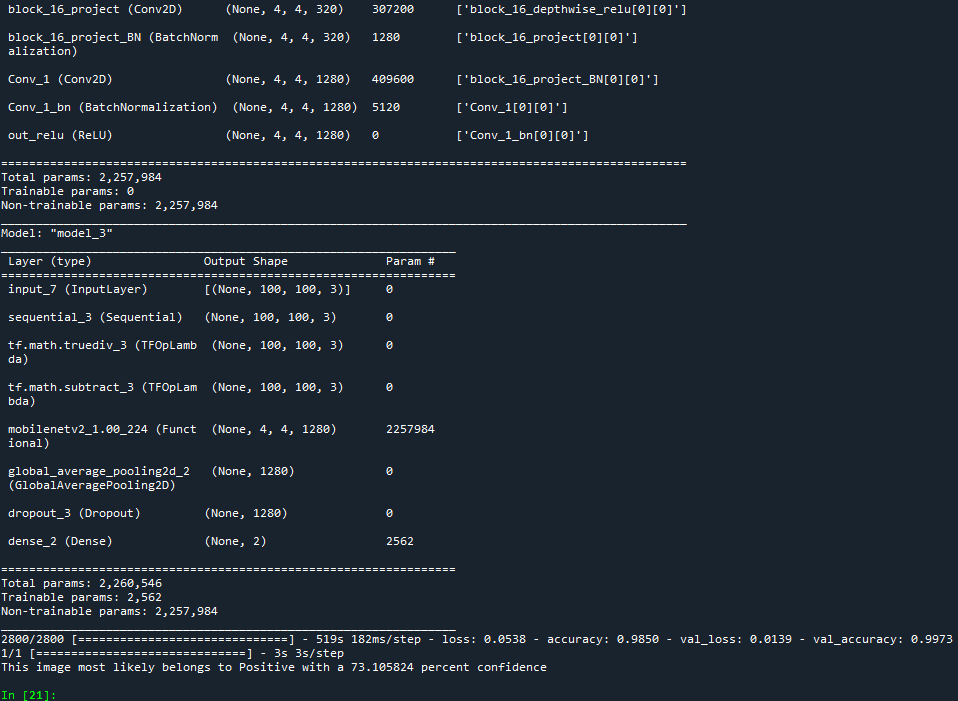 block_16_project (Conv2D) (None, 4, 4, 320) 307200 ['block_16_depthwise_relu[0][0]']
block_16_project_BN (BatchNorm (None, 4, 4, 320) 1280 ['block_16_project[0][0]']
alization)
Conv_1 (Conv2D) (None, 4, 4, 1280) 409600 ['block_16_project_BN[0][0]']
Conv_1_bn (BatchNormalization) (None, 4, 4, 1280) 5120 ['Conv_1[0][0]']
out_relu (ReLU) (None, 4, 4, 1280) 0 ['Conv_1_bn[0][0]']
==================================================================================================
Total params: 2,257,984
Trainable params: 0
Non-trainable params: 2,257,984
__________________________________________________________________________________________________
Model: "model_3"
_________________________________________________________________
Layer (type) Output Shape Param #
=================================================================
input_7 (InputLayer) [(None, 100, 100, 3)] 0
sequential_3 (Sequential) (None, 100, 100, 3) 0
tf.math.truediv_3 (TFOpLamb (None, 100, 100, 3) 0
da)
tf.math.subtract_3 (TFOpLam (None, 100, 100, 3) 0
bda)
mobilenetv2_1.00_224 (Funct (None, 4, 4, 1280) 2257984
ional)
global_average_pooling2d_2 (None, 1280) 0
(GlobalAveragePooling2D)
dropout_3 (Dropout) (None, 1280) 0
dense_2 (Dense) (None, 2) 2562
=================================================================
Total params: 2,260,546
Trainable params: 2,562
Non-trainable params: 2,257,984
_________________________________________________________________
2800/2800 [==============================] - 519s 182ms/step - loss: 0.0538 - accuracy: 0.9850 - val_loss: 0.0139 - val_accuracy: 0.9973
1/1 [==============================] - 3s 3s/step
This image most likely belongs to Positive with a 73.105824 percent confidence
In [21]: